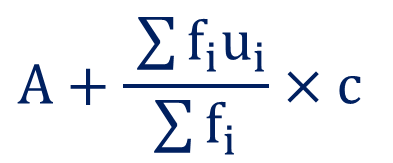 A + ∑ fᵢuᵢ / ∑ fᵢ × c